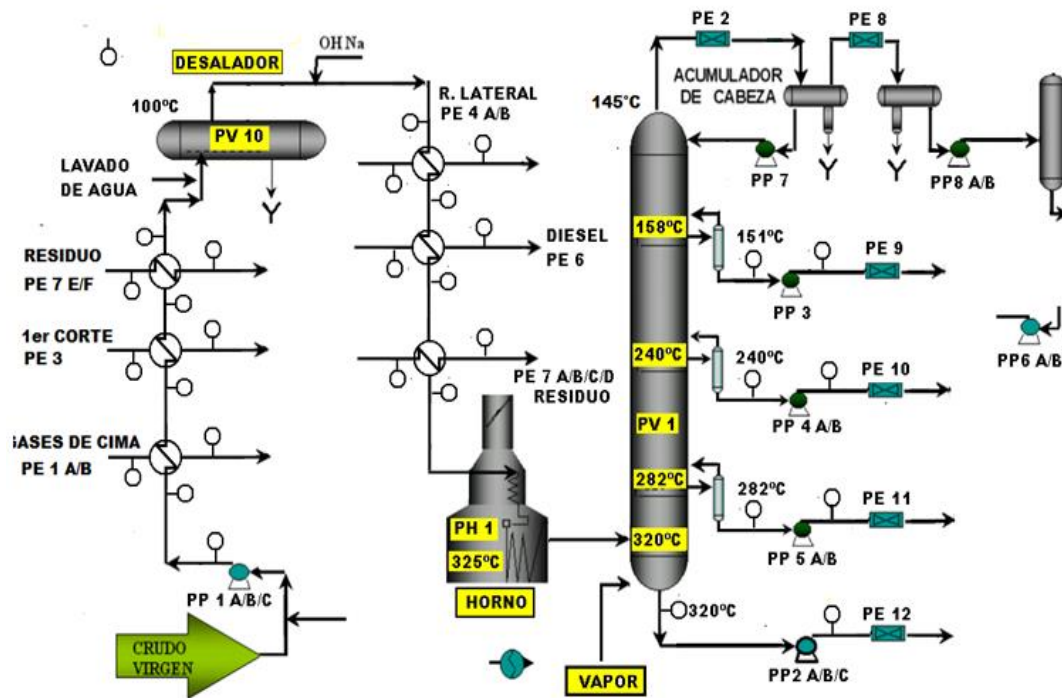 PE 2
PE 8
OH Na
DESALADOR
ACUMULADOR
DE CABEZA
R. LATERAL
PE 4 A/B
100ºC
145°C
PV 10
LAVADO
DE AGUA
PP 7
PP8 A/B
158ºC
151ºC
PE 9
DIESEL
PE 6
RESIDUO
PE 7 E/F
PP 3
1er CORTE
PE 3
PP6 A/B
240ºC
240ºC
PE 10
PE 7 A/B/C/D
RESIDUO
PP 4 A/B
PV 1
GASES DE CIMA
PE 1 A/B
282ºC
282ºC
PE 11
PH 1
325ºC
320ºC
PP 5 A/B
PP 1 A/B/C
HORNO
320ºC
PE 12
CRUDO
VIRGEN
VAPOR
PP2 A/B/C